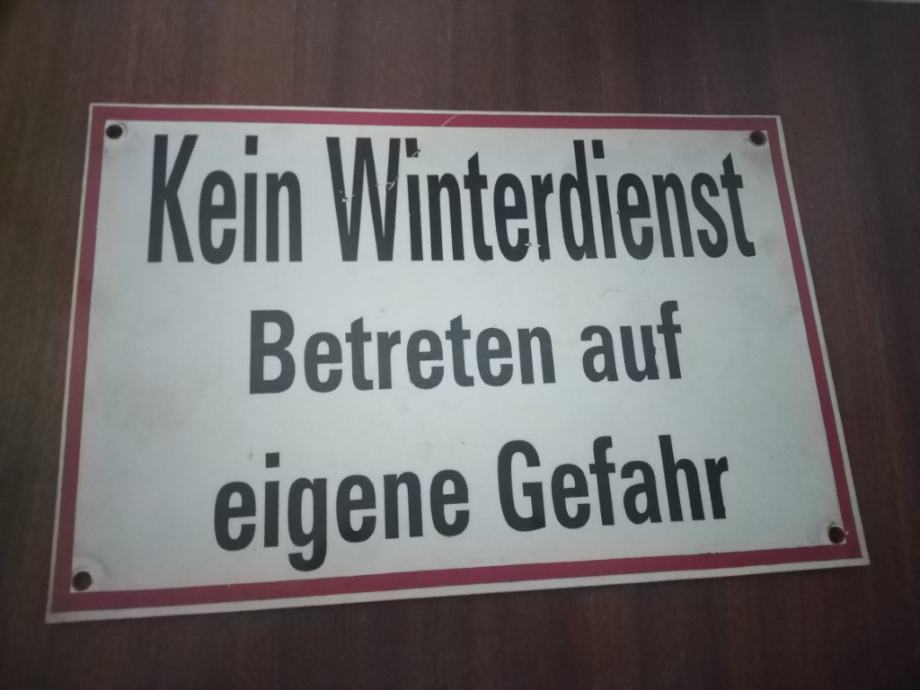 Kein Winterdienst
Betreten auf
eigene Gefahr